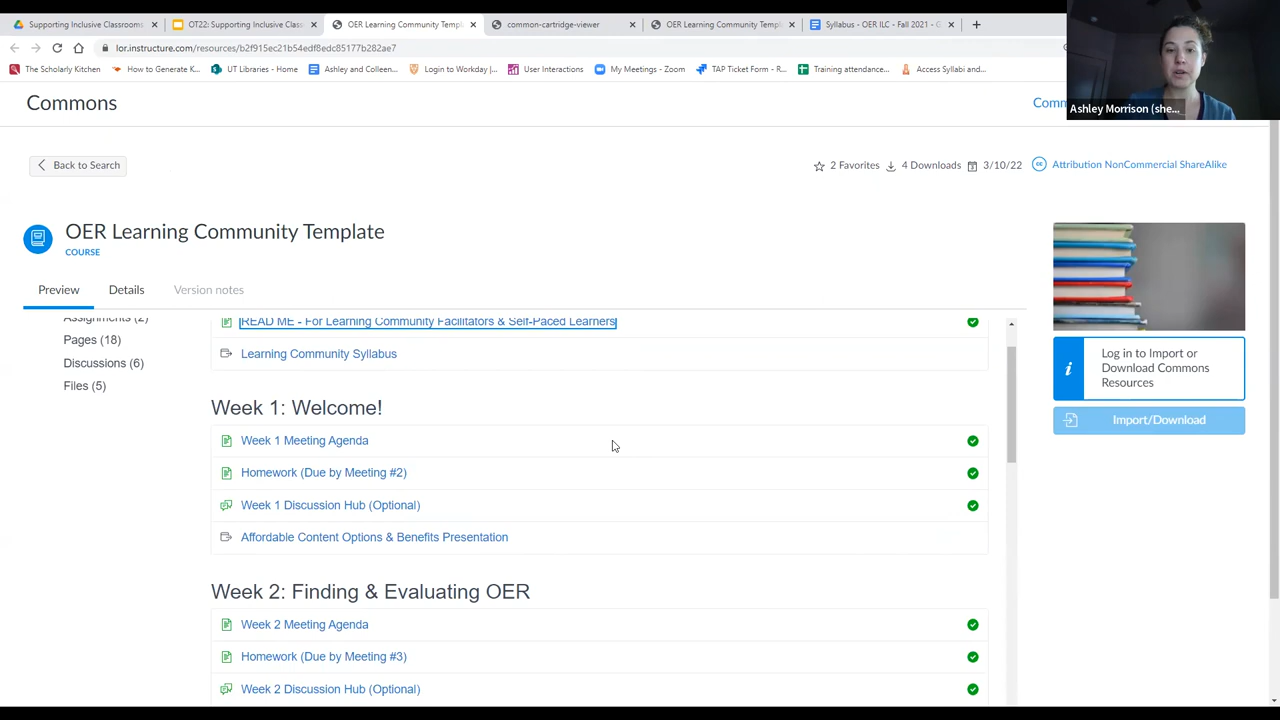 Supporting Inclusive Classrooms
OT22: Supporting Inclusive Class
OER Learning Community Templ
common-cartridge-viewer
OER Learning Community Templ
Syllabus - OER ILC - Fall 2021 - G
lor.instructure.com/resources/b2f915ec21b54edf8edc85177b282ae7
The Scholarly Kitchen
How to Generate K...
UT Libraries - Home
Ashley and Colleen...
Login to Workday |...
User Interactions
My Meetings - Zoom
TAP Ticket Form - R...
Training attendance...
Access Syllabi and...
Ashley Morrison (she...
Commons
Comm
Back to Search
2 Favorites
4 Downloads
3/10/22
cc
Attribution NonCommercial ShareAlike
OER Learning Community Template
COURSE
Preview
Details
Version notes
Assignments (2)
Pages (18)
Discussions (6)
Files (5)
READ ME - For Learning Community Facilitators & Self-Paced Learners
Learning Community Syllabus
Week 1: Welcome!
Week 1 Meeting Agenda
Homework (Due by Meeting #2)
Week 1 Discussion Hub (Optional)
Affordable Content Options & Benefits Presentation
Week 2: Finding & Evaluating OER
Week 2 Meeting Agenda
Homework (Due by Meeting #3)
Week 2 Discussion Hub (Optional)
i
Log in to Import or
Download Commons
Resources
Import/Download